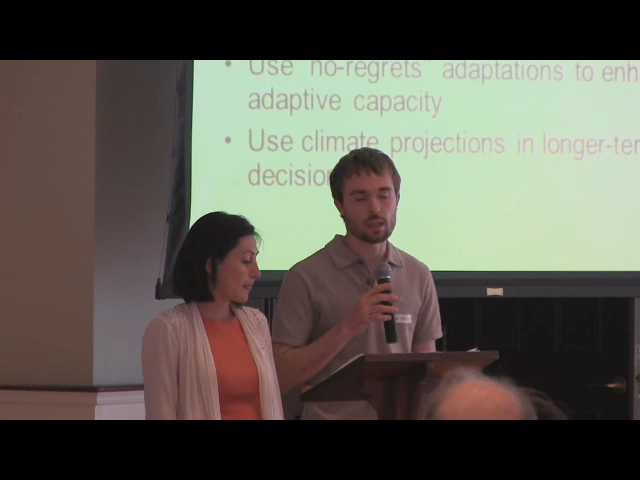 • Use "no-regrets" adaptations to enh
adaptive capacity
• Use climate projections in longer-ter
decision